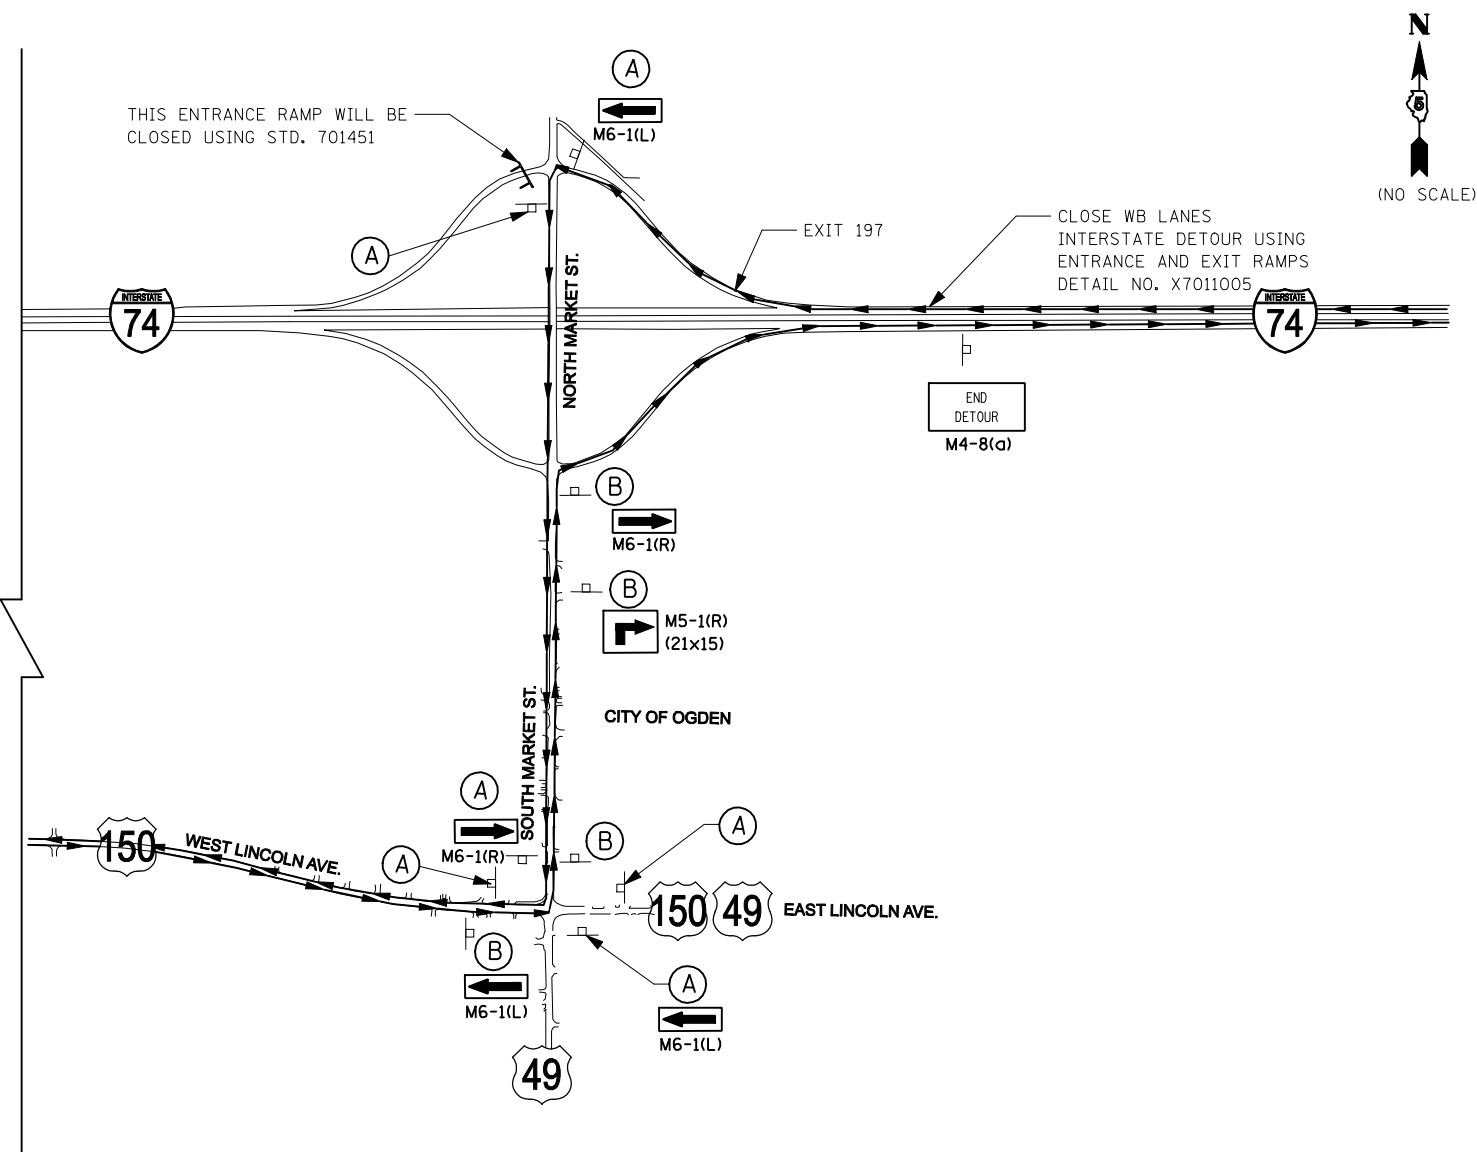 N
5
(NO SCALE)
A
M6-1(L)
THIS ENTRANCE RAMP WILL BE
CLOSED USING STD. 701451
A
EXIT 197
CLOSE WB LANES
INTERSTATE DETOUR USING
ENTRANCE AND EXIT RAMPS
DETAIL NO. X7011005
INTERSTATE
74
INTERSTATE
74
NORTH MARKET ST.
END
DETOUR
M4-8(a)
B
M6-1(R)
B
M5-1(R)
(21x15)
CITY OF OGDEN
SOUTH MARKET ST.
A
M6-1(R)
A
B
A
150
WEST LINCOLN AVE.
150
49
EAST LINCOLN AVE.
B
M6-1(L)
A
M6-1(L)
49